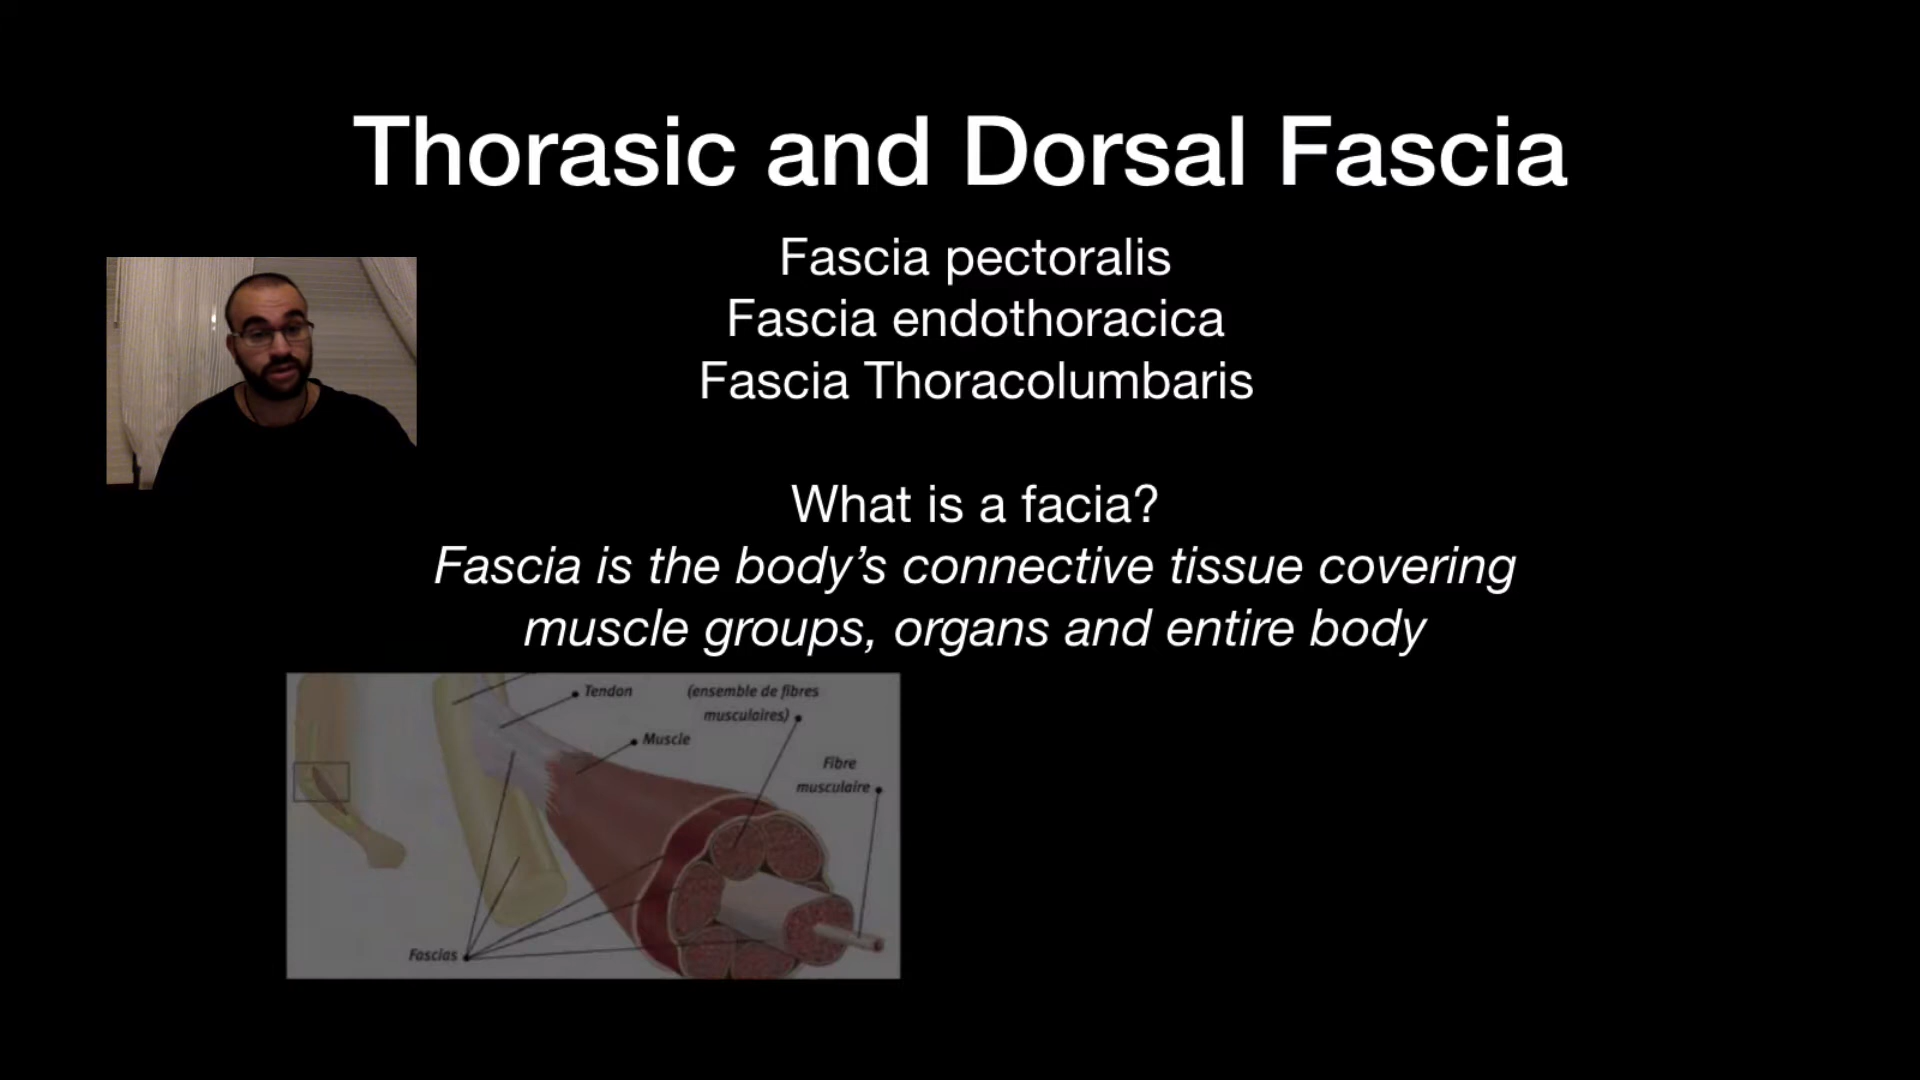 Thorasic and Dorsal Fascia
Fascia pectoralis
Fascia endothoracica
Fascia Thoracolumbaris
What is a facia?
Fascia is the body’s connective tissue covering
muscle groups, organs and entire body
Tendon
(ensemble de fibres
musculaires)
Muscle
Fibre
musculaire
Fascias